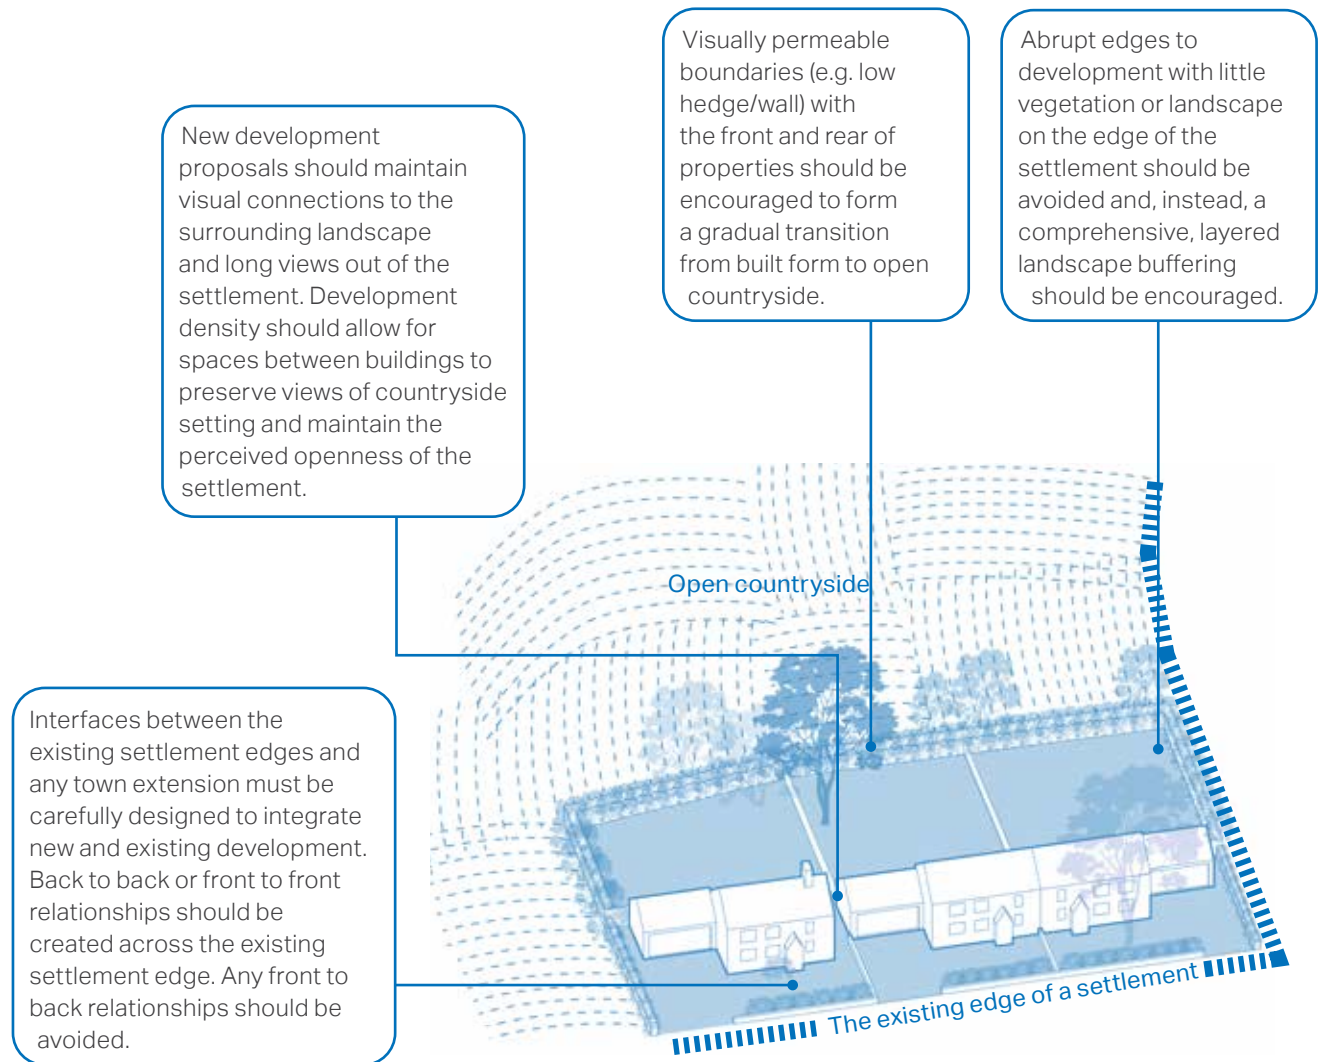 Visually permeable
boundaries (e.g. low
hedge/wall) with
the front and rear of
properties should be
encouraged to form
a gradual transition
from built form to open
countryside.
Abrupt edges to
development with little
vegetation or landscape
on the edge of the
settlement should be
avoided and, instead, a
comprehensive, layered
landscape buffering
should be encouraged.
New development
proposals should maintain
visual connections to the
surrounding landscape
and long views out of the
settlement. Development
density should allow for
spaces between buildings to
preserve views of countryside
setting and maintain the
perceived openness of the
settlement.
Open countryside
Interfaces between the
existing settlement edges and
any town extension must be
carefully designed to integrate
new and existing development.
Back to back or front to front
relationships should be
created across the existing
settlement edge. Any front to
back relationships should be
avoided.
The existing edge of a settlement